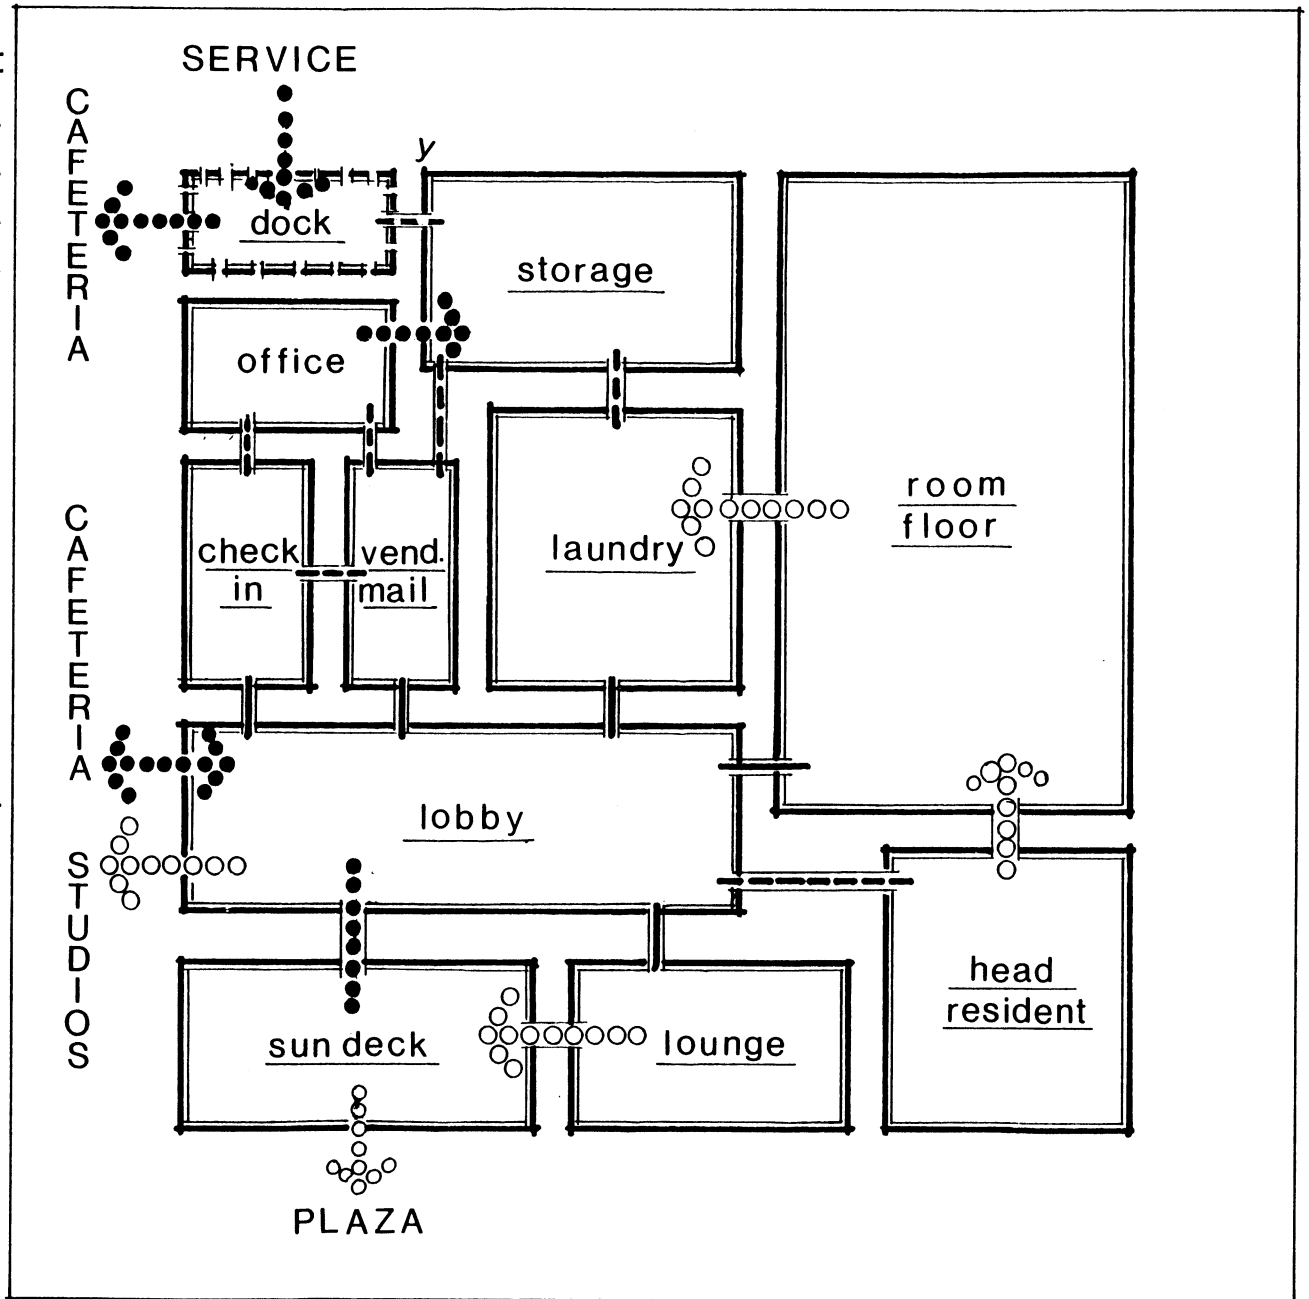 SERVICE
CAFETERIA
y
dock
storage
office
room
floor
CAFETERIA
check
in
vend.
mail
laundry
lobby
STUDIOS
head
resident
sun deck
lounge
PLAZA